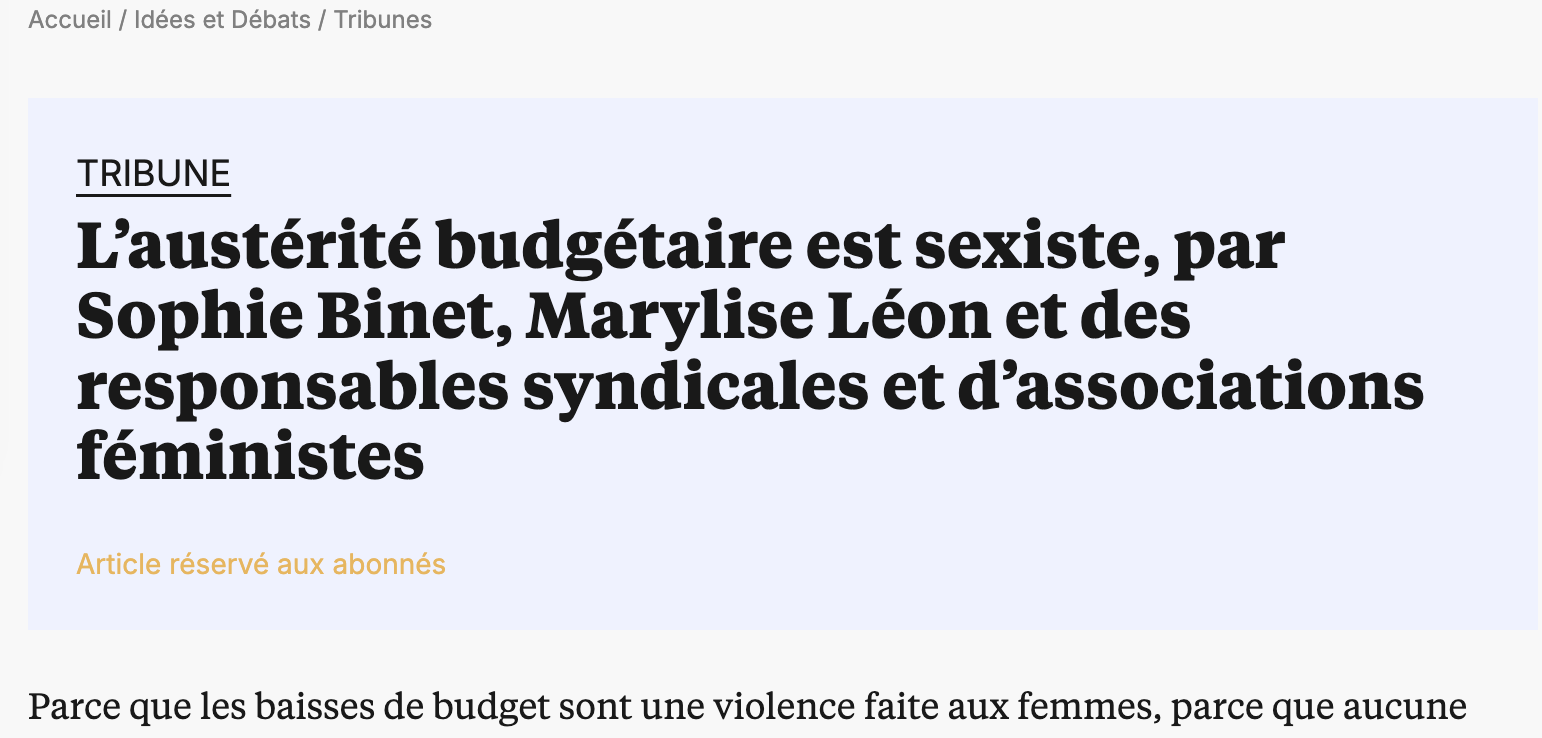 Accueil / Idées et Débats / Tribunes
TRIBUNE
L’austérité budgétaire est sexiste, par
Sophie Binet, Marylise Léon et des
responsables syndicales et d’associations
féministes
Article réservé aux abonnés
Parce que les baisses de budget sont une violence faite aux femmes, parce que aucune